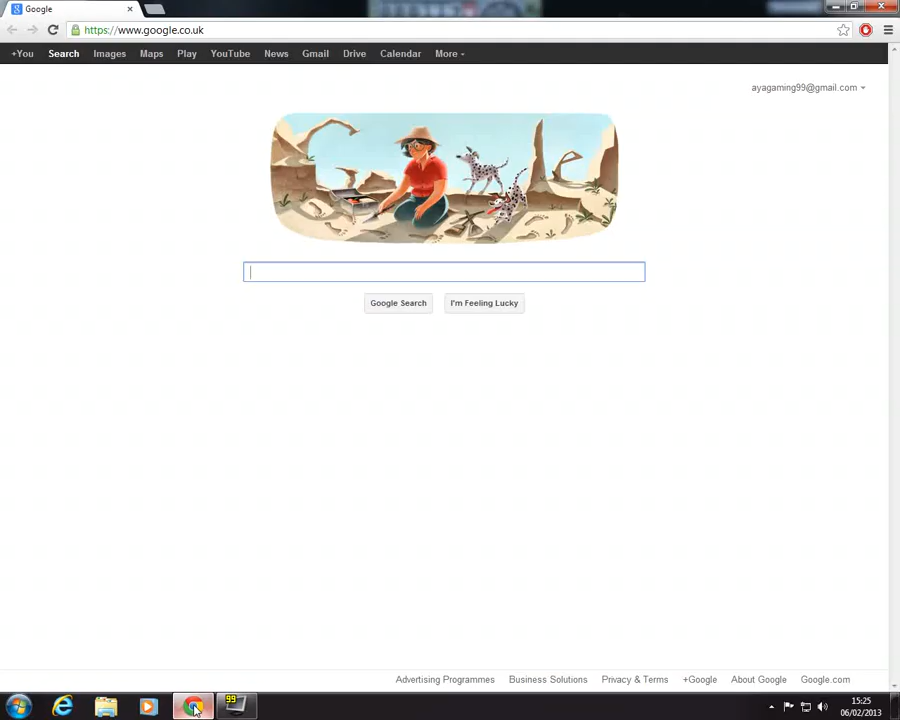 Google
https://www.google.co.uk
+You Search Images Maps Play YouTube News Gmail Drive Calendar More
ayagaming99@gmail.com
Google Search I'm Feeling Lucky
Advertising Programmes Business Solutions Privacy & Terms +Google About Google Google.com
99
15:25
06/02/2013